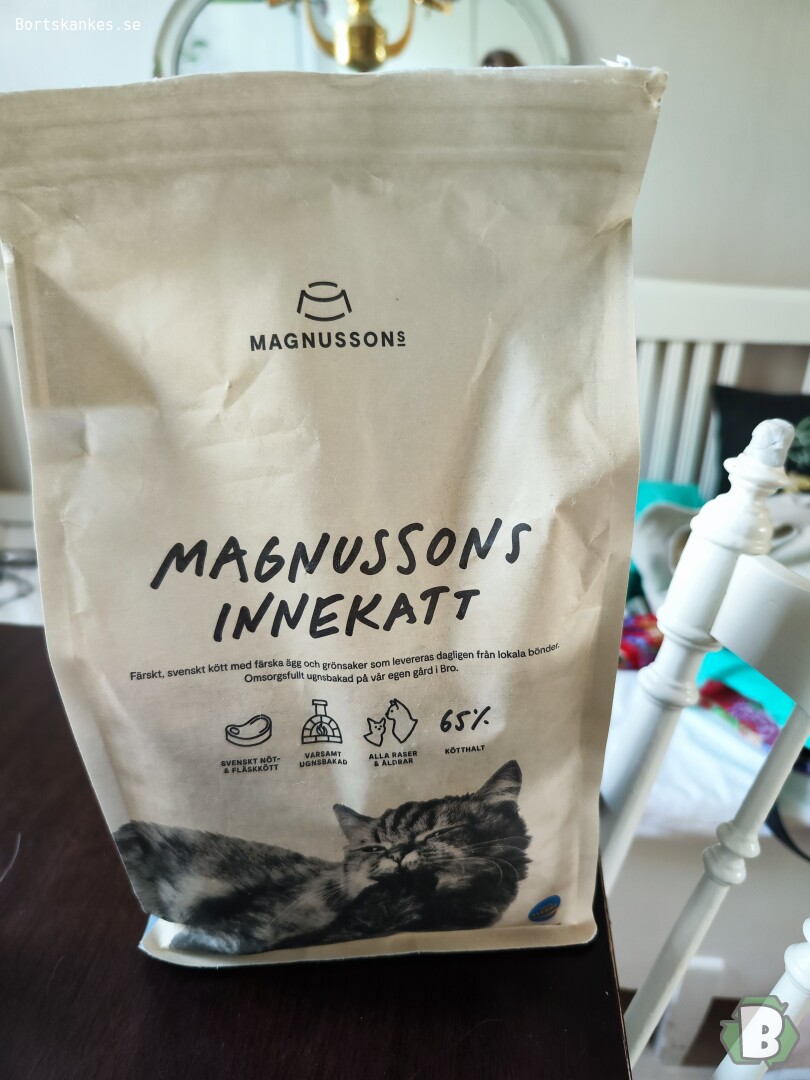 Bortskankes.se
MAGNUSSONS
MAGNUSSONS
INNEKATT
Färskt, svenskt kött med färska ägg och grönsaker som levereras dagligen från lokala bönder.
Omsorgsfullt ugnsbakad på vår egen gård i Bro.
SVENSKT NÖT-
& FLÄSKKÖTT
VARSAMT
UGNSBAKAD
ALLA RASER
& ÅLDRAR
65%
KÖTTHALT
B